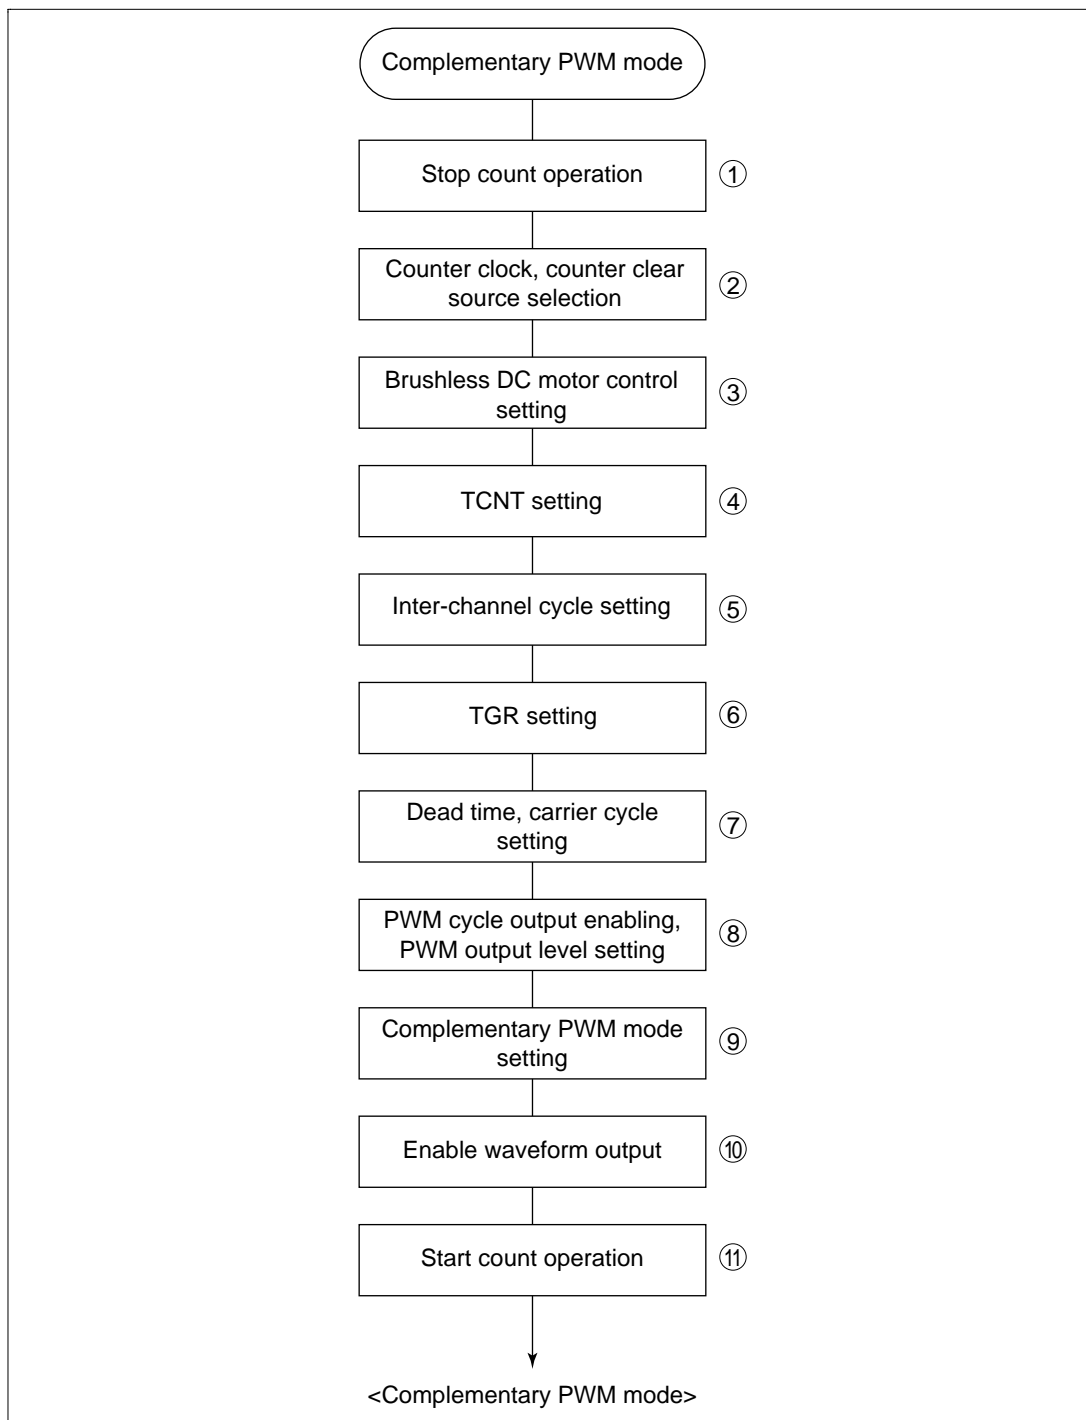 Complementary PWM mode
Stop count operation
①
Counter clock, counter clear
source selection
②
Brushless DC motor control
setting
③
TCNT setting
④
Inter-channel cycle setting
⑤
TGR setting
⑥
Dead time, carrier cycle
setting
⑦
PWM cycle output enabling,
PWM output level setting
⑧
Complementary PWM mode
setting
⑨
Enable waveform output
⑩
Start count operation
⑪
<Complementary PWM mode>